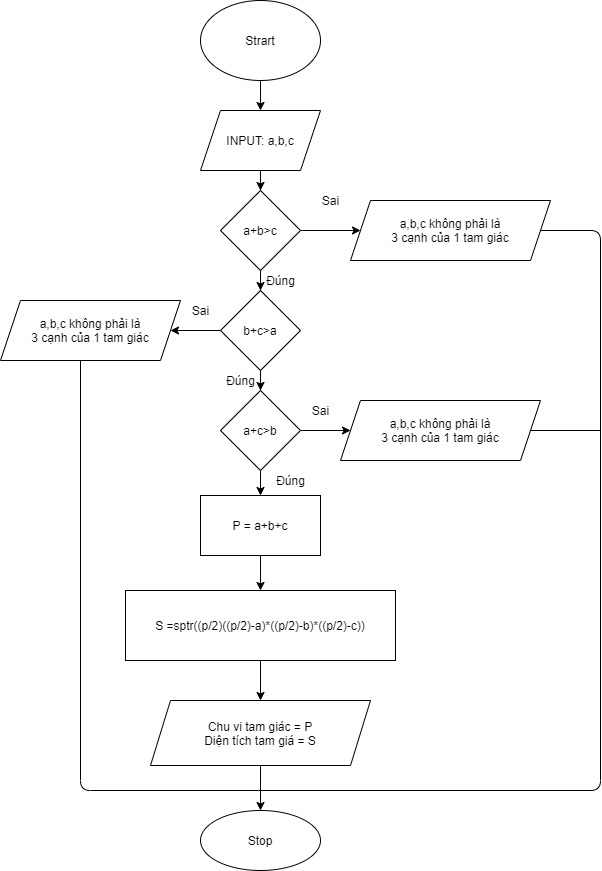 Strart
INPUT: a,b,c
a+b>c
Sai
a,b,c không phải là
3 cạnh của 1 tam giác
Đúng
b+c>a
Sai
a,b,c không phải là
3 cạnh của 1 tam giác
Đúng
a+c>b
Sai
a,b,c không phải là
3 cạnh của 1 tam giác
Đúng
P = a+b+c
S =sptr((p/2)((p/2)-a)*((p/2)-b)*((p/2)-c))
Chu vi tam giác = P
Diện tích tam giá = S
Stop